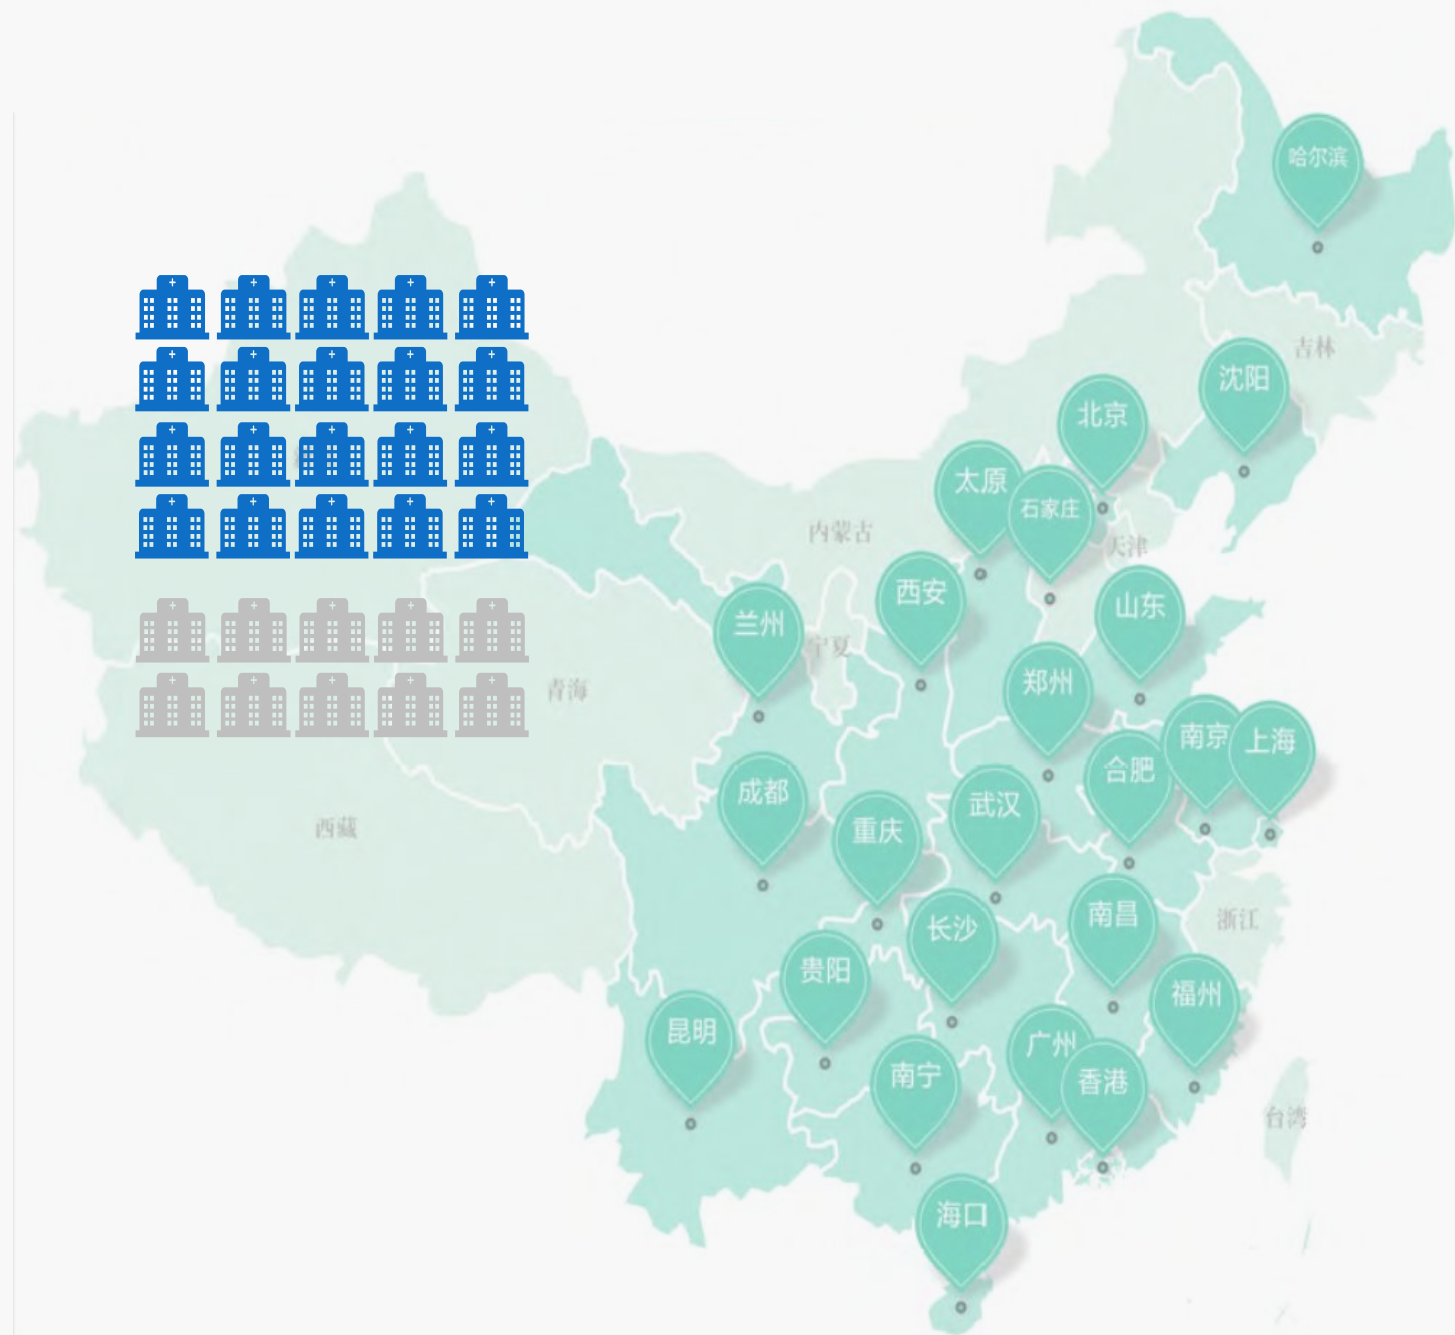 哈尔滨
吉林
沈阳
北京
太原
石家庄
内蒙古
天津
西安
山东
兰州
宁夏
郑州
青海
南京
上海
合肥
成都
武汉
重庆
西藏
南昌
浙江
长沙
贵阳
福州
昆明
广州
南宁
香港
台湾
海口